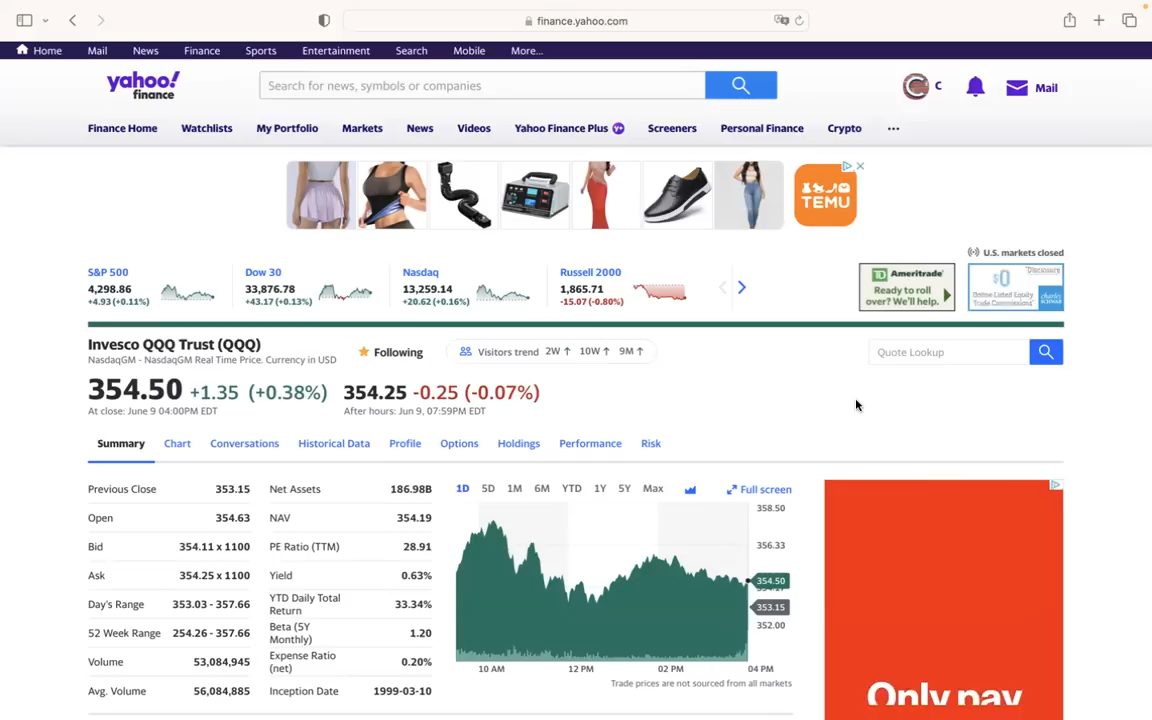 finance.yahoo.com
Home Mail News Finance Sports Entertainment Search Mobile More...
yahoo!
finance
Search for news, symbols or companies
C
Mail
Finance Home Watchlists My Portfolio Markets News Videos Yahoo Finance Plus Y+ Screeners Personal Finance Crypto ...
TEMU
U.S. markets closed
S&P 500
4,298.86
+4.93 (+0.11%)
Dow 30
33,876.78
+43.17 (+0.13%)
Nasdaq
13,259.14
+20.62 (+0.16%)
Russell 2000
1,865.71
-15.07 (-0.80%)
TD Ameritrade
Ready to roll
over? We'll help.
Disclosure
$0
Online Listed Equity
Trade Commissions
charles
SCHWAB
Invesco QQQ Trust (QQQ)
NasdaqGM - NasdaqGM Real Time Price. Currency in USD
Following
Visitors trend 2W ↑ 10W ↑ 9M ↑
Quote Lookup
354.50 +1.35 (+0.38%)
At close: June 9 04:00PM EDT
354.25 -0.25 (-0.07%)
After hours: Jun 9, 07:59PM EDT
Summary Chart Conversations Historical Data Profile Options Holdings Performance Risk
Previous Close 353.15
Open 354.63
Bid 354.11 x 1100
Ask 354.25 x 1100
Day's Range 353.03 - 357.66
52 Week Range 254.26 - 357.66
Volume 53,084,945
Avg. Volume 56,084,885
Net Assets 186.98B
NAV 354.19
PE Ratio (TTM) 28.91
Yield 0.63%
YTD Daily Total
Return 33.34%
Beta (5Y
Monthly) 1.20
Expense Ratio
(net) 0.20%
Inception Date 1999-03-10
1D 5D 1M 6M YTD 1Y 5Y Max
Full screen
358.50
356.33
354.50
353.15
352.00
10 AM 12 PM 02 PM 04 PM
Trade prices are not sourced from all markets
Only pay